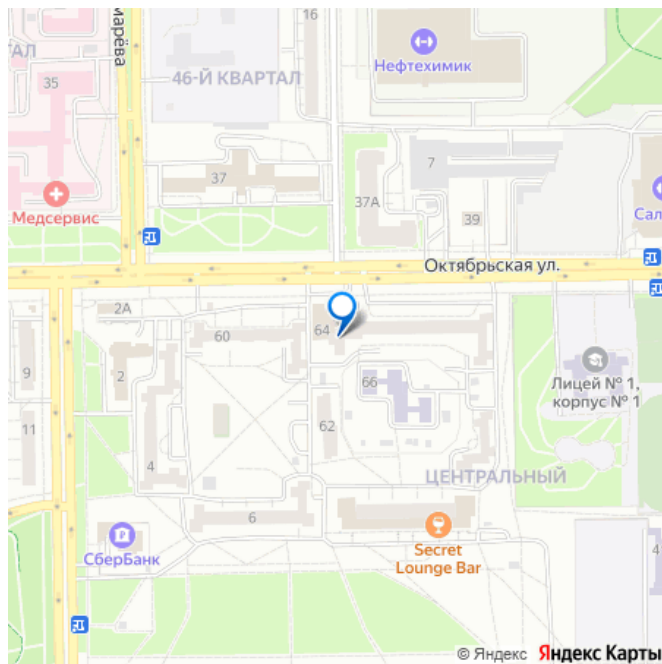 16
марёва
ТАЛ
Нефтехимик
46-Й КВАРТАЛ
35
7
37
37А
Медсервис
39
Сал
Октябрьская ул.
2А
64
60
9
2
66
Лицей № 1,
корпус № 1
11
62
4
ЦЕНТРАЛЬНЫЙ
6
СберБанк
Secret
Lounge Bar
4
© Яндекс Яндекс Карты